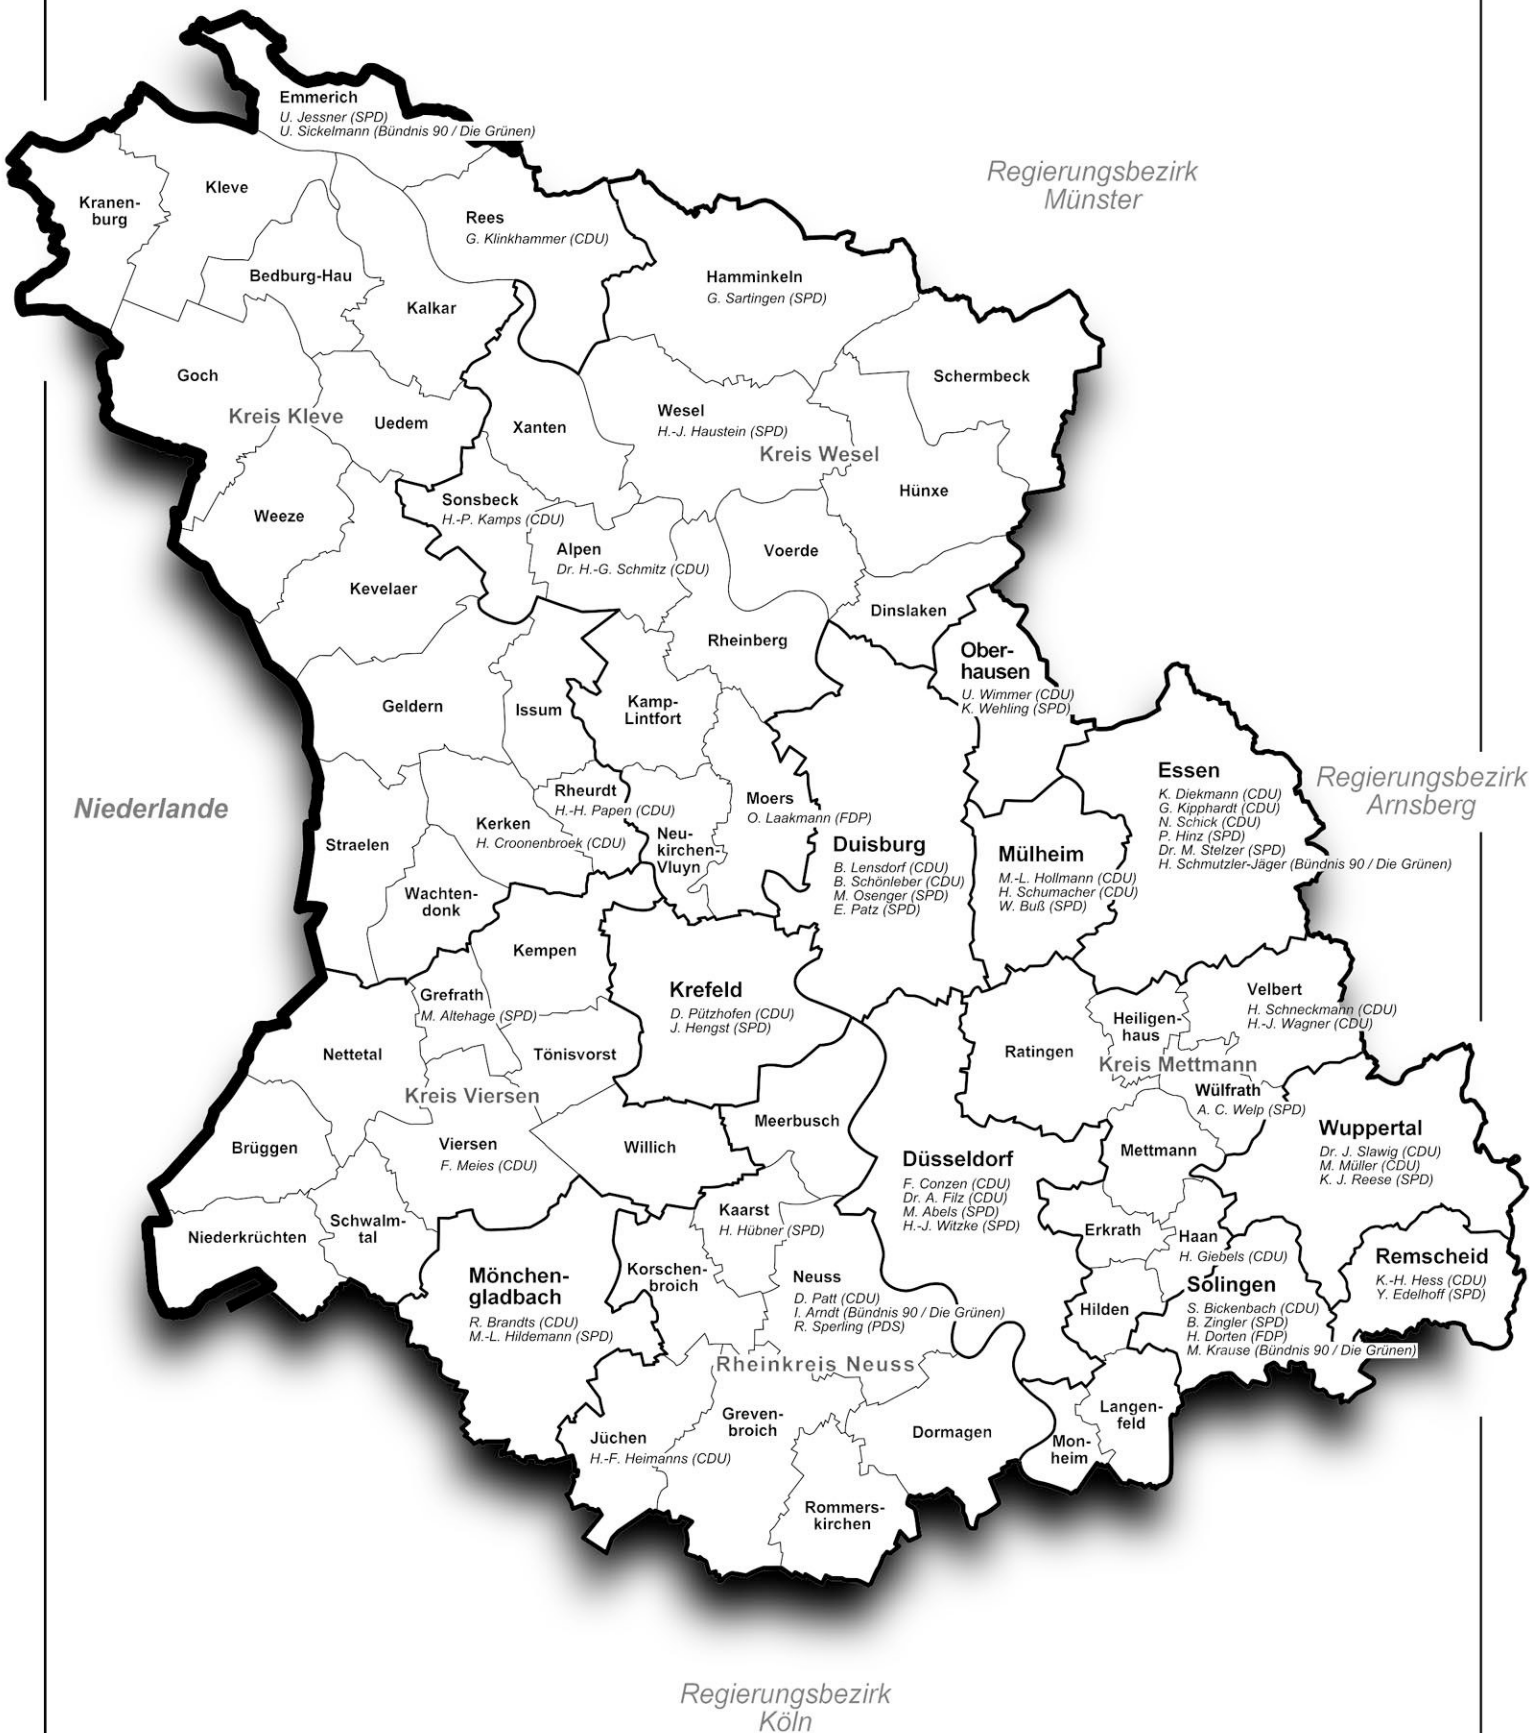 Emmerich
U. Jessner (SPD)
U. Sickelmann (Bündnis 90 / Die Grünen)
Regierungsbezirk
Münster
Kleve
Kranen-
burg
Rees
G. Klinkhammer (CDU)
Bedburg-Hau
Hamminkeln
G. Sartingen (SPD)
Kalkar
Goch
Schermbeck
Kreis Kleve
Uedem
Xanten
Wesel
H.-J. Haustein (SPD)
Kreis Wesel
Hünxe
Sonsbeck
H.-P. Kamps (CDU)
Weeze
Alpen
Dr. H.-G. Schmitz (CDU)
Voerde
Kevelaer
Dinslaken
Rheinberg
Ober-
hausen
U. Wimmer (CDU)
K. Wehling (SPD)
Geldern
Issum
Kamp-
Lintfort
Essen
K. Diekmann (CDU)
G. Kipphardt (CDU)
N. Schick (CDU)
P. Hinz (SPD)
Dr. M. Stelzer (SPD)
H. Schmutzler-Jäger (Bündnis 90 / Die Grünen)
Regierungsbezirk
Arnsberg
Niederlande
Rheurdt
H.-H. Papen (CDU)
Moers
O. Laakmann (FDP)
Kerken
H. Croonenbroek (CDU)
Straelen
Neu-
kirchen-
Vluyn
Duisburg
B. Lensdorf (CDU)
B. Schönleber (CDU)
M. Osenger (SPD)
E. Patz (SPD)
Mülheim
M.-L. Hollmann (CDU)
H. Schumacher (CDU)
W. Buß (SPD)
Wachten-
donk
Kempen
Grefrath
M. Altehage (SPD)
Krefeld
D. Pützhofen (CDU)
J. Hengst (SPD)
Velbert
H. Schneckmann (CDU)
H.-J. Wagner (CDU)
Heiligen-
haus
Nettetal
Tönisvorst
Ratingen
Kreis Mettmann
Kreis Viersen
Wülfrath
A. C. Welp (SPD)
Meerbusch
Brüggen
Viersen
F. Meies (CDU)
Willich
Düsseldorf
F. Conzen (CDU)
Dr. A. Filz (CDU)
M. Abels (SPD)
H.-J. Witzke (SPD)
Mettmann
Wuppertal
Dr. J. Slawig (CDU)
M. Müller (CDU)
K. J. Reese (SPD)
Niederkrüchten
Schwalm-
tal
Kaarst
H. Hübner (SPD)
Erkrath
Haan
H. Giebels (CDU)
Remscheid
K.-H. Hess (CDU)
Y. Edelhoff (SPD)
Mönchen-
gladbach
R. Brandts (CDU)
M.-L. Hildemann (SPD)
Korschen-
broich
Neuss
D. Patt (CDU)
I. Arndt (Bündnis 90 / Die Grünen)
R. Sperling (PDS)
Hilden
Solingen
S. Bickenbach (CDU)
B. Zingler (SPD)
H. Dorten (FDP)
M. Krause (Bündnis 90 / Die Grünen)
Rheinkreis Neuss
Jüchen
H.-F. Heimanns (CDU)
Greven-
broich
Dormagen
Langen-
feld
Mon-
heim
Rommers-
kirchen
Regierungsbezirk
Köln